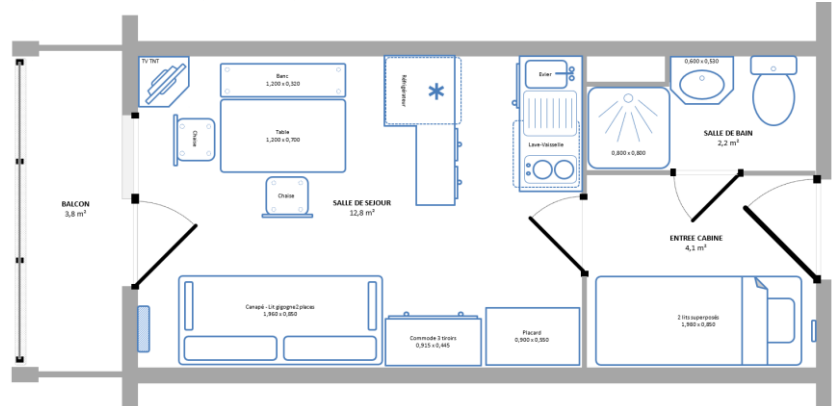 TV TNT
Banc
1,200 x 0,320
Table
1,200 x 0,700
Chaise
Chaise
Réfrigérateur
Evier
Lave-Vaisselle
0,800 x 0,800
0,600 x 0,530
SALLE DE BAIN
2,2 m²
BALCON
3,8 m²
SALLE DE SEJOUR
12,8 m²
ENTREE CABINE
4,1 m²
Canapé - Lit gigogne 2 places
1,960 x 0,850
Commode 3 tiroirs
0,915 x 0,445
Placard
0,900 x 0,550
2 lits superposés
1,980 x 0,850